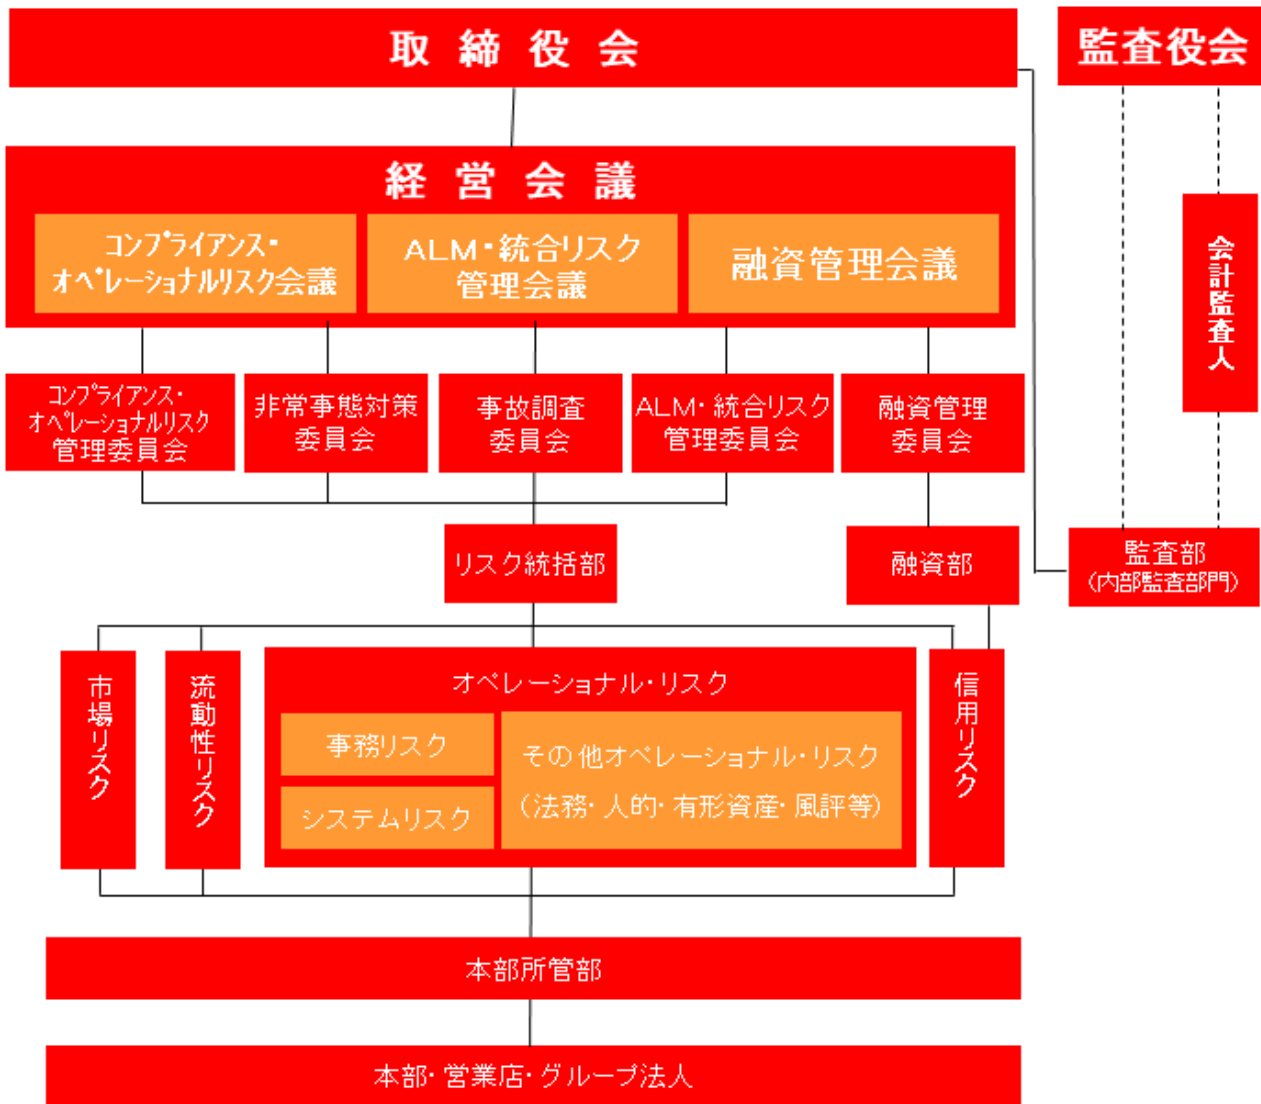 取締役会
監査役会
経営会議
コンプライアンス・
オペレーショナルリスク会議
ALM・統合リスク
管理会議
融資管理会議
会計監査人
コンプライアンス・
オペレーショナルリスク
管理委員会
非常事態対策
委員会
事故調査
委員会
ALM・統合リスク
管理委員会
融資管理
委員会
リスク統括部
融資部
監査部
(内部監査部門)
市場リスク
流動性リスク
オペレーショナル・リスク
事務リスク
システムリスク
その他オペレーショナル・リスク
(法務・人的・有形資産・風評等)
信用リスク
本部所管部
本部・営業店・グループ法人